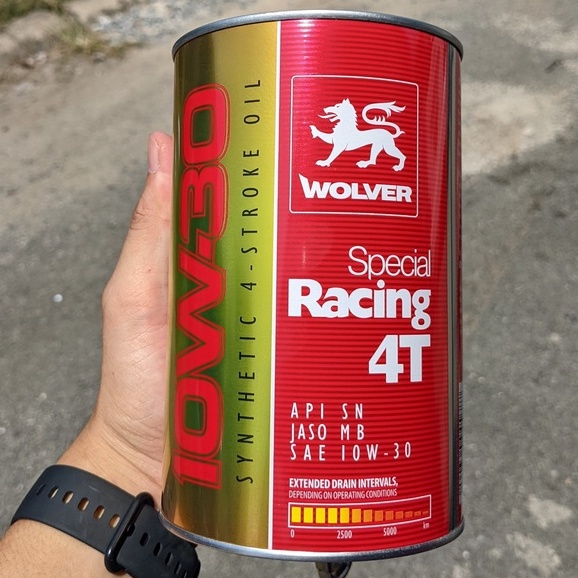 10W-30
SYNTHETIC 4-STROKE OIL
WOLVER
Special
Racing
4T
API SN
JASO MB
SAE 10W-30
EXTENDED DRAIN INTERVALS,
DEPENDING ON OPERATING CONDITIONS
0 2500 5000 km